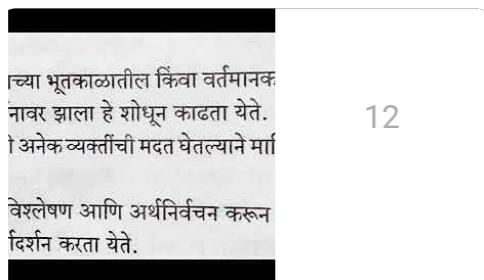 च्या भूतकाळातील किंवा वर्तमानक
नावर झाला हे शोधून काढता येते.
अनेक व्यक्तींची मदत घेतल्याने मा
विश्लेषण आणि अर्थनिर्वचन करून
दर्शन करता येते.
12